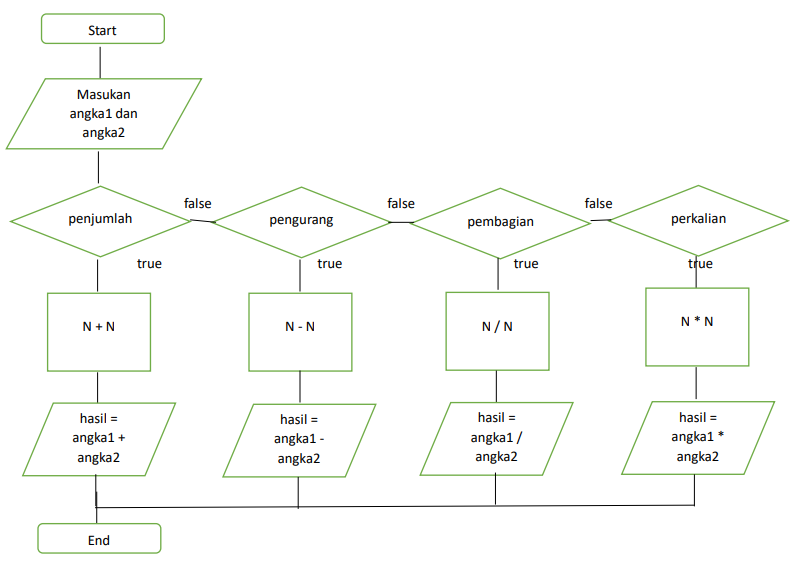 Start
Masukan
angka1 dan
angka2
penjumlah
false
pengurang
false
pembagian
false
perkalian
true
true
true
true
N + N
N - N
N / N
N * N
hasil =
angka1 +
angka2
hasil =
angka1 -
angka2
hasil =
angka1 /
angka2
hasil =
angka1 *
angka2
End